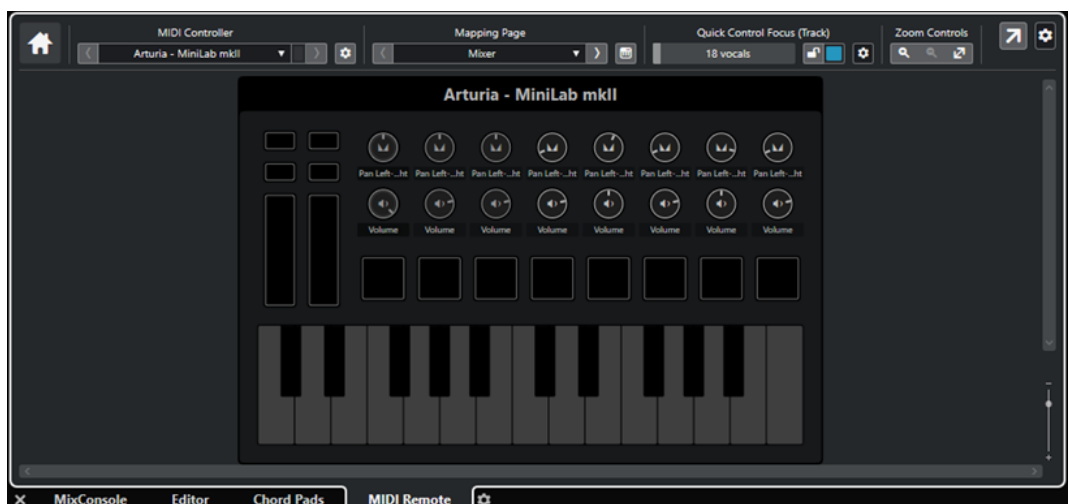 MIDI Controller Mapping Page Quick Control Focus (Track) Zoom Controls
Arturia - MiniLab mkII Mixer 18 vocals
Arturia - MiniLab mkII
Pan Left-...ht Pan Left-...ht Pan Left-...ht Pan Left-...ht Pan Left-...ht Pan Left-...ht Pan Left-...ht Pan Left-...ht
Volume Volume Volume Volume Volume Volume Volume Volume
MixConsole Editor Chord Pads MIDI Remote